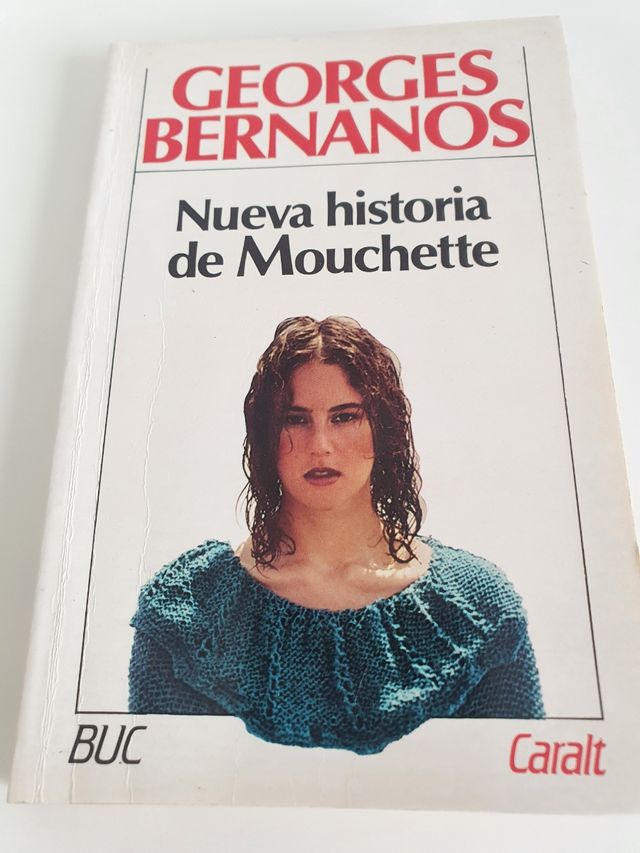 GEORGES
BERNANOS
Nueva historia
de Mouchette
BUC
Caralt